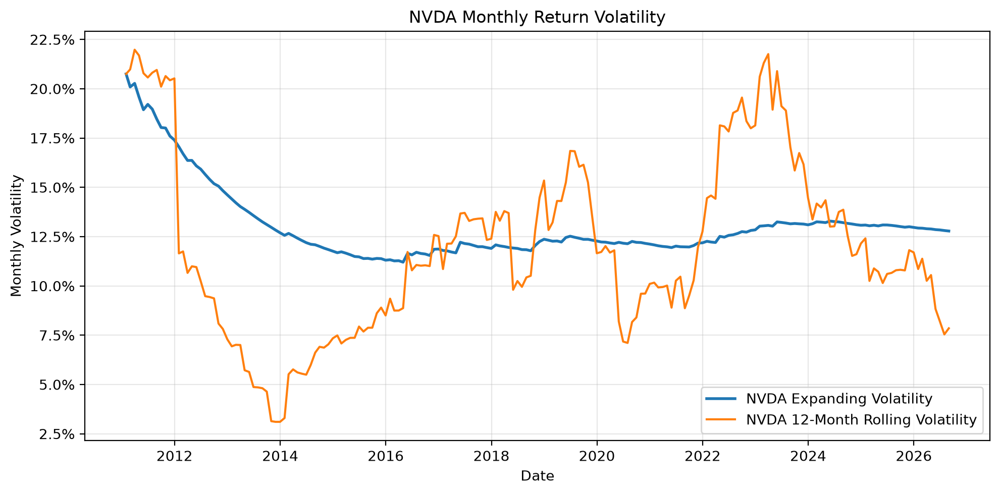 NVDA Monthly Return Volatility
22.5%
20.0%
17.5%
15.0%
12.5%
10.0%
7.5%
5.0%
2.5%
Monthly Volatility
NVDA Expanding Volatility
NVDA 12-Month Rolling Volatility
2012 2014 2016 2018 2020 2022 2024 2026
Date